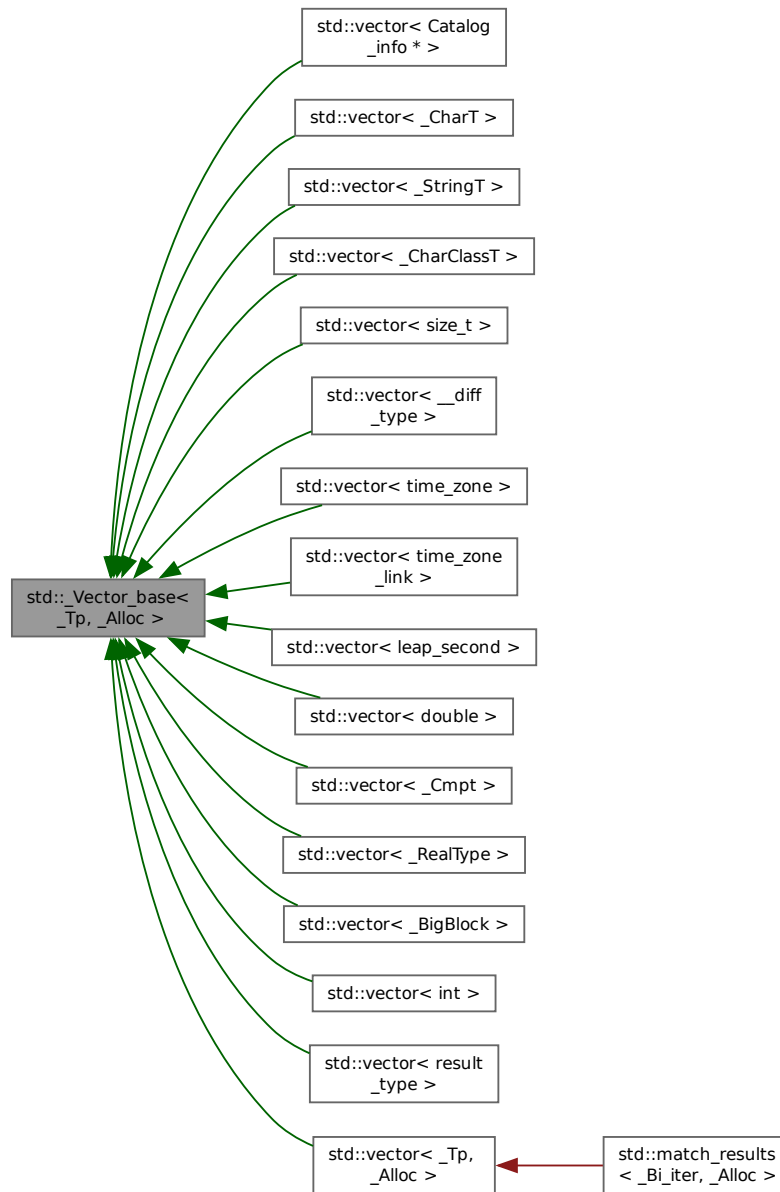 std::vector< Catalog
_info * >
std::vector< _CharT >
std::vector< _StringT >
std::vector< _CharClassT >
std::vector< size_t >
std::vector< __diff
_type >
std::vector< time_zone >
std::vector< time_zone
_link >
std::_Vector_base<
_Tp, _Alloc >
std::vector< leap_second >
std::vector< double >
std::vector< _Cmpt >
std::vector< _RealType >
std::vector< _BigBlock >
std::vector< int >
std::vector< result
_type >
std::vector< _Tp,
_Alloc >
std::match_results
< _Bi_iter, _Alloc >